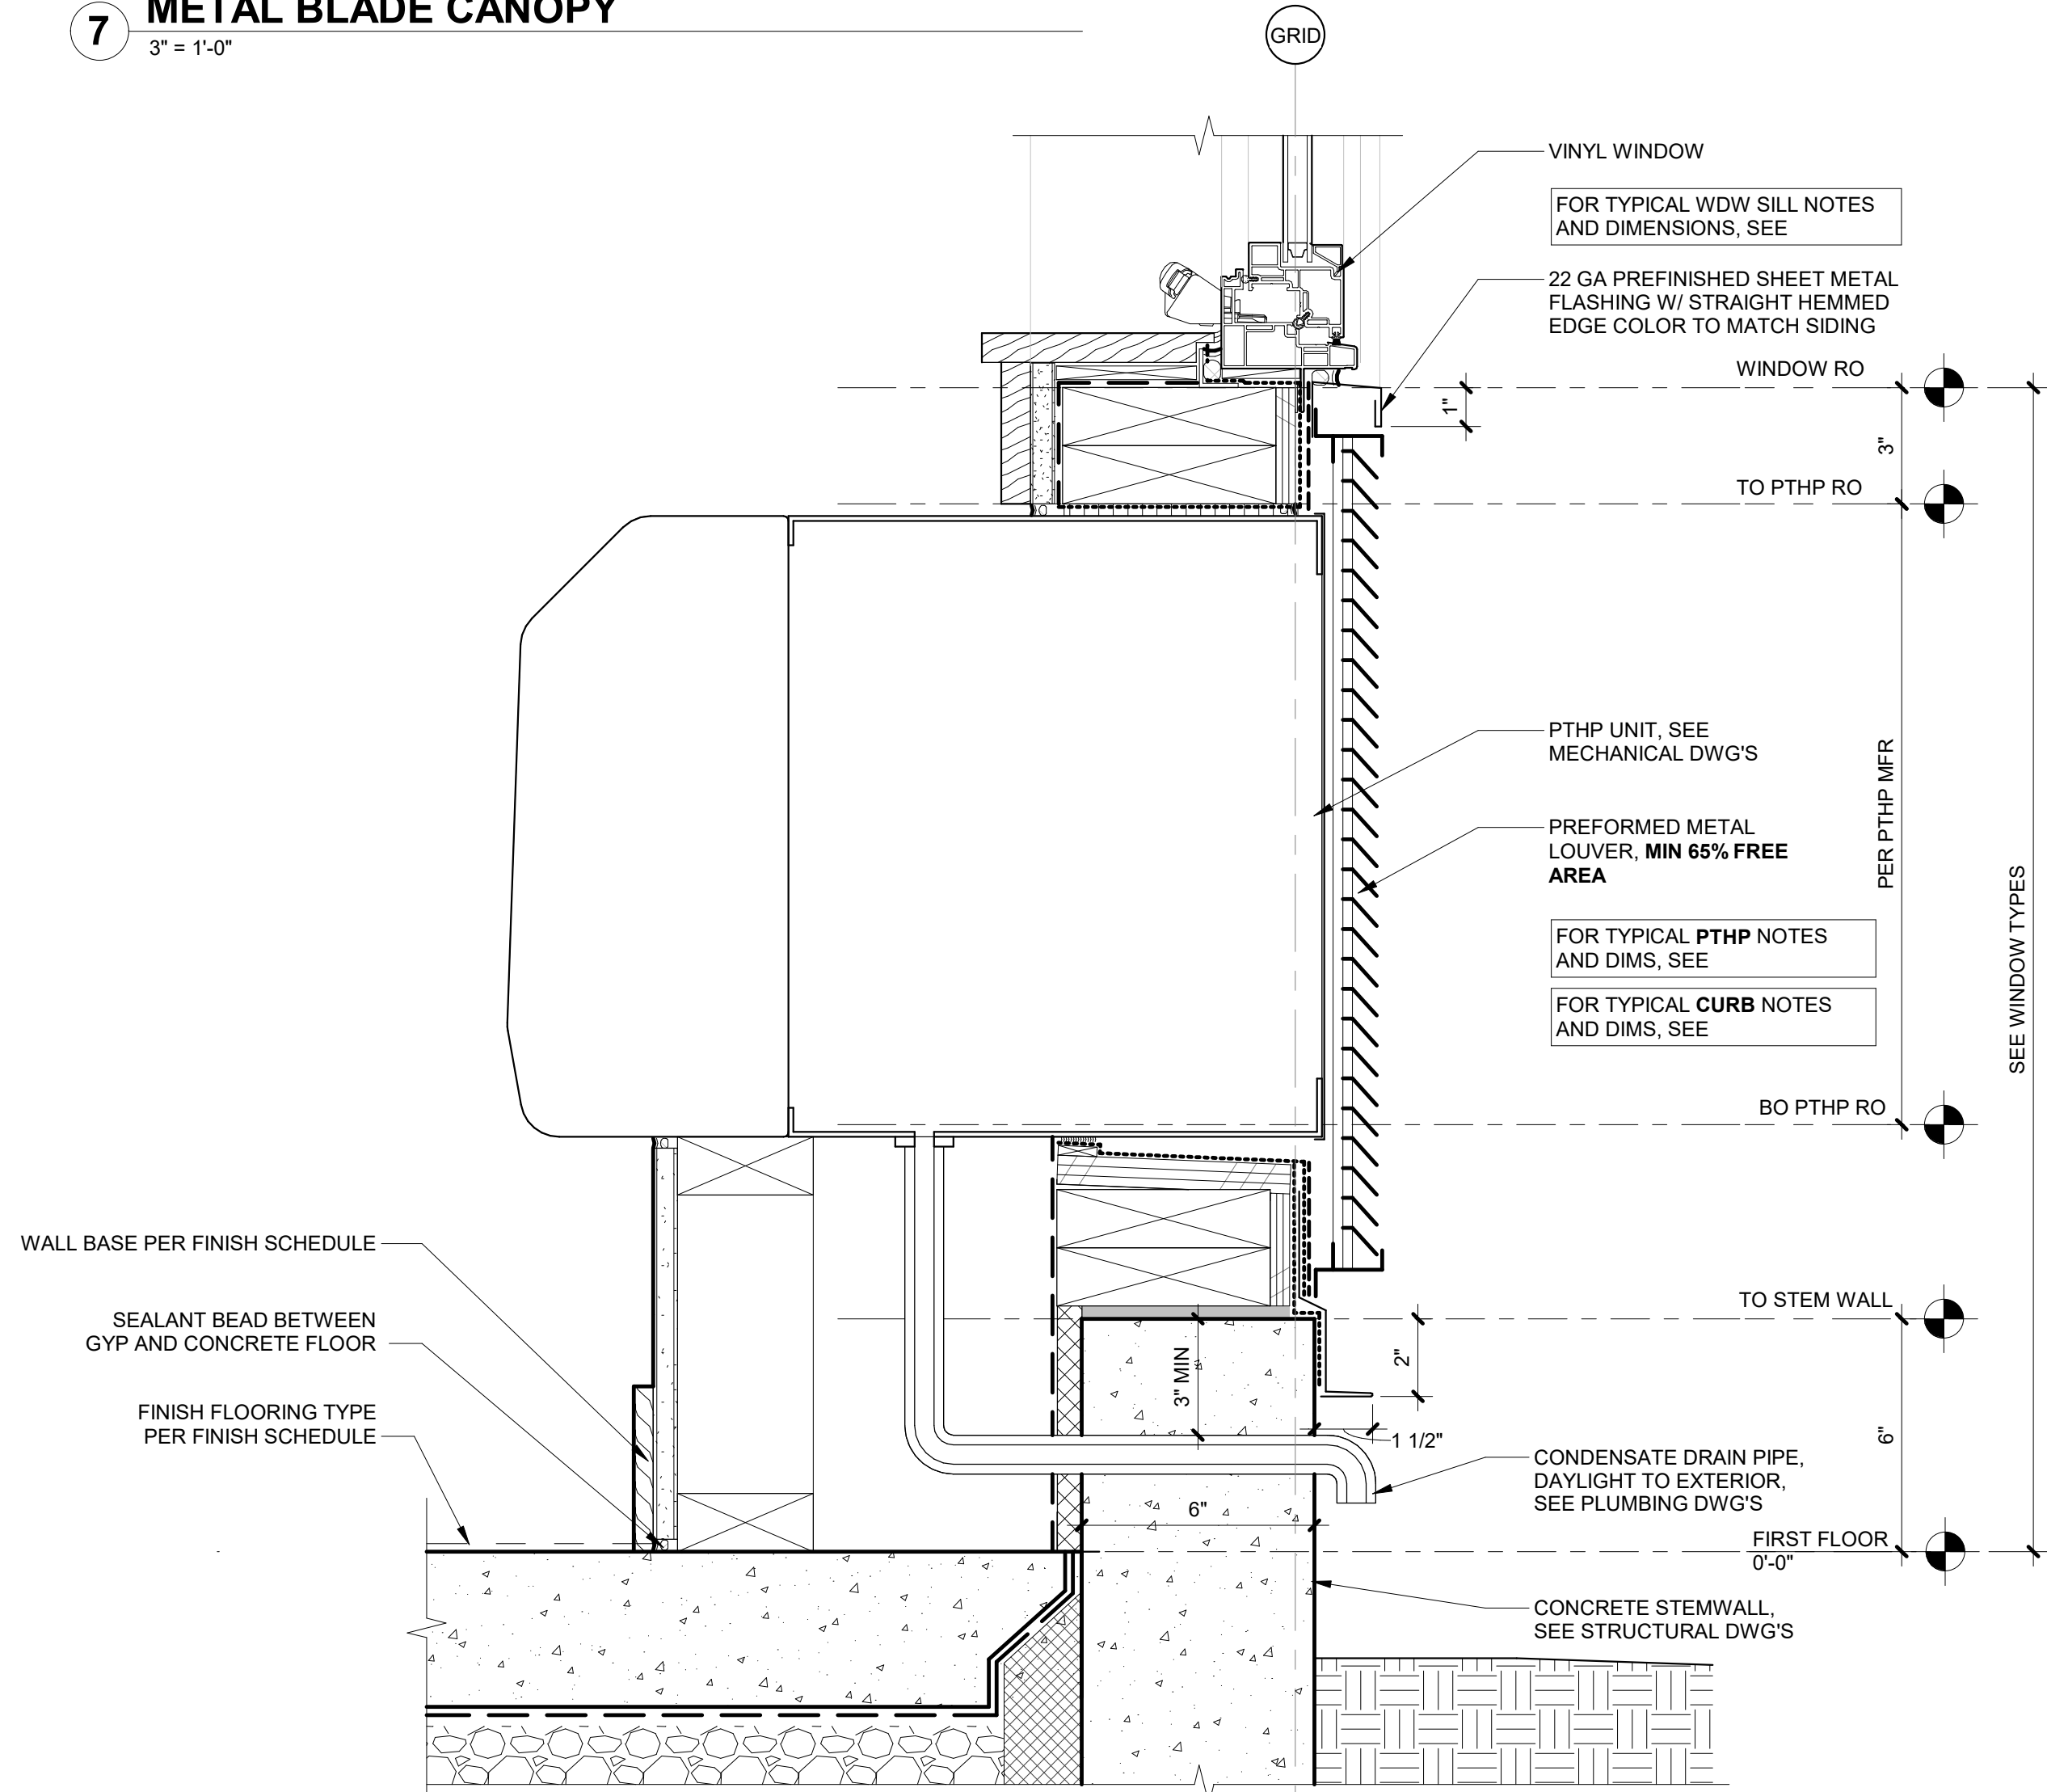 7
METAL BLADE CANOPY
3" = 1'-0"
GRID
VINYL WINDOW
FOR TYPICAL WDW SILL NOTES
AND DIMENSIONS, SEE
22 GA PREFINISHED SHEET METAL
FLASHING W/ STRAIGHT HEMMED
EDGE COLOR TO MATCH SIDING
WINDOW RO
1"
3"
TO PTHP RO
PTHP UNIT, SEE
MECHANICAL DWG'S
PER PTHP MFR
PREFORMED METAL
LOUVER, MIN 65% FREE
AREA
SEE WINDOW TYPES
FOR TYPICAL PTHP NOTES
AND DIMS, SEE
FOR TYPICAL CURB NOTES
AND DIMS, SEE
BO PTHP RO
WALL BASE PER FINISH SCHEDULE
SEALANT BEAD BETWEEN
GYP AND CONCRETE FLOOR
FINISH FLOORING TYPE
PER FINISH SCHEDULE
TO STEM WALL
3" MIN
2"
1 1/2"
6"
6"
CONDENSATE DRAIN PIPE,
DAYLIGHT TO EXTERIOR,
SEE PLUMBING DWG'S
FIRST FLOOR
0'-0"
CONCRETE STEMWALL,
SEE STRUCTURAL DWG'S